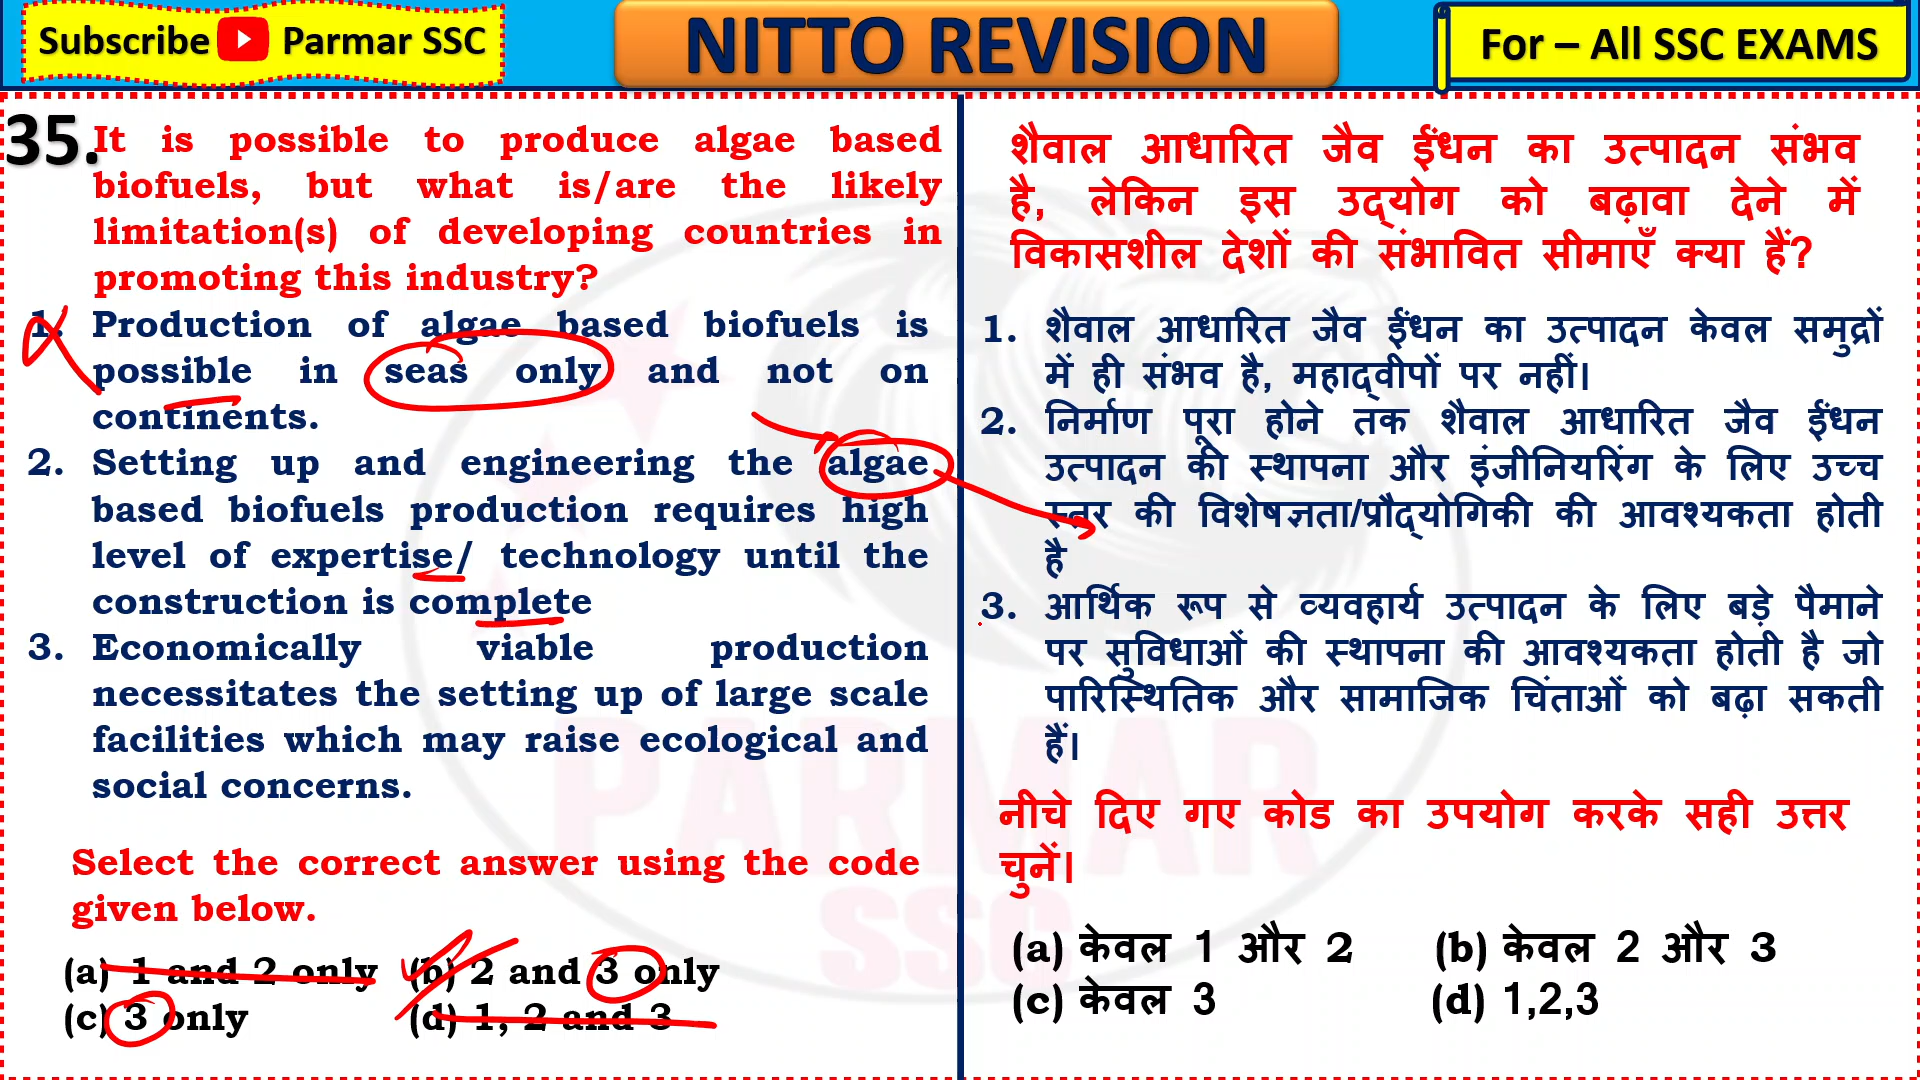 Subscribe Parmar SSC
NITTO REVISION
For – All SSC EXAMS
35. It is possible to produce algae based
biofuels, but what is/are the likely
limitation(s) of developing countries in
promoting this industry?
1. Production of algae based biofuels is
possible in seas only and not on
continents.
2. Setting up and engineering the algae
based biofuels production requires high
level of expertise/ technology until the
construction is complete
3. Economically viable production
necessitates the setting up of large scale
facilities which may raise ecological and
social concerns.
Select the correct answer using the code
given below.
(a) 1 and 2 only (b) 2 and 3 only
(c) 3 only (d) 1, 2 and 3
शैवाल आधारित जैव ईंधन का उत्पादन संभव
है, लेकिन इस उद्योग को बढ़ावा देने में
विकासशील देशों की संभावित सीमाएँ क्या हैं?
1. शैवाल आधारित जैव ईंधन का उत्पादन केवल समुद्रों
में ही संभव है, महाद्वीपों पर नहीं।
2. निर्माण पूरा होने तक शैवाल आधारित जैव ईंधन
उत्पादन की स्थापना और इंजीनियरिंग के लिए उच्च
स्तर की विशेषज्ञता/प्रौद्योगिकी की आवश्यकता होती
है
3. आर्थिक रूप से व्यवहार्य उत्पादन के लिए बड़े पैमाने
पर सुविधाओं की स्थापना की आवश्यकता होती है जो
पारिस्थितिक और सामाजिक चिंताओं को बढ़ा सकती
हैं।
नीचे दिए गए कोड का उपयोग करके सही उत्तर
चुनें।
(a) केवल 1 और 2 (b) केवल 2 और 3
(c) केवल 3 (d) 1,2,3
PARMAR
SSC